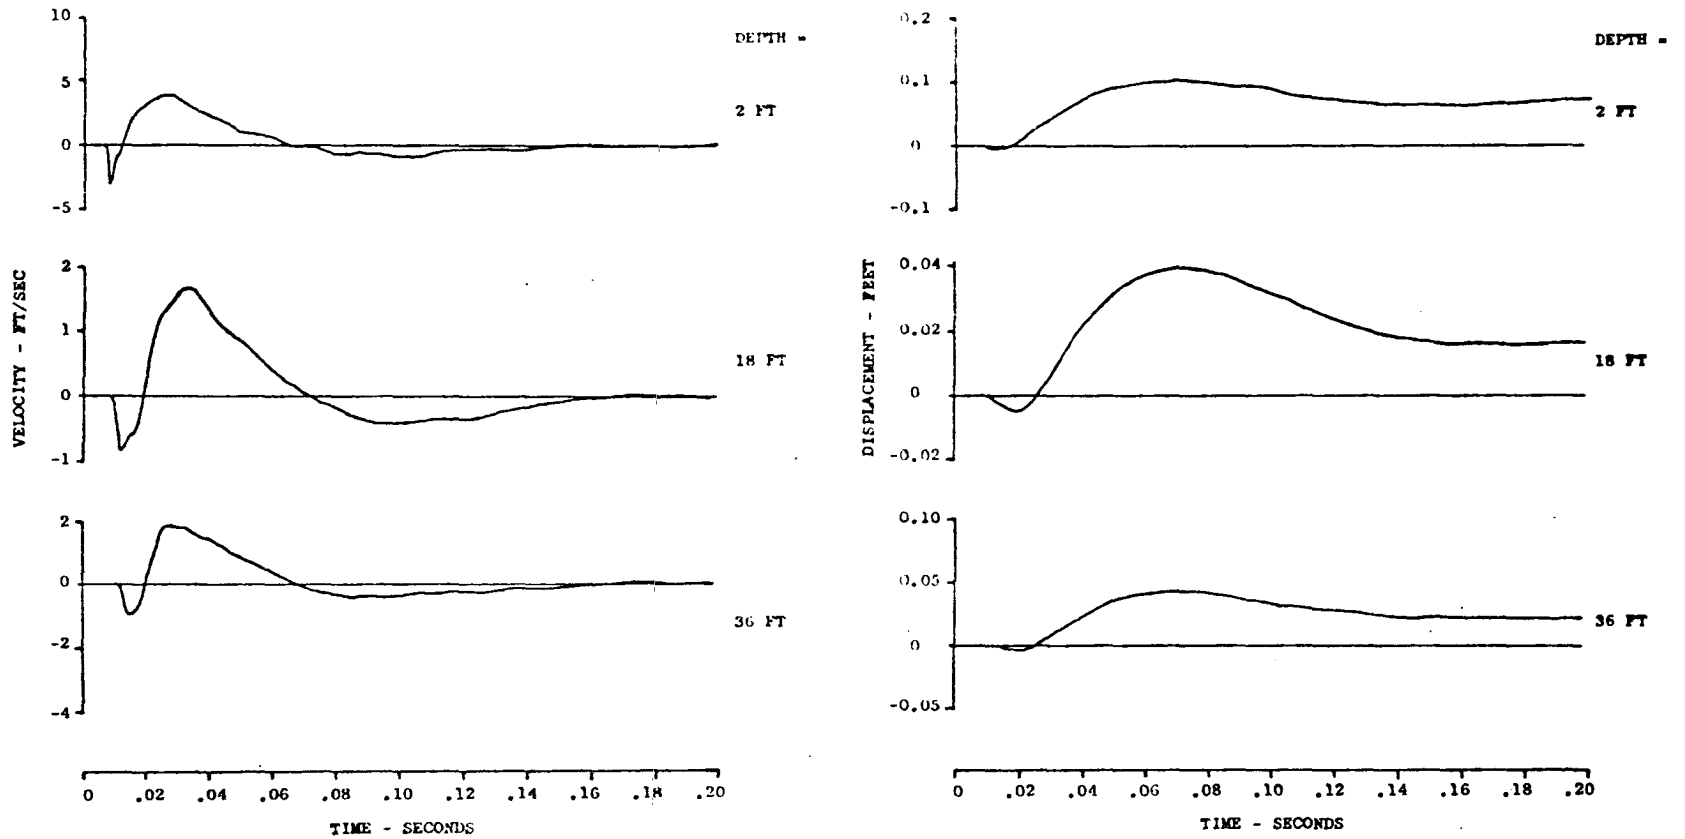 10
5
0
-5
DEPTH =
2 FT
2
1
0
-1
18 FT
2
0
-2
-4
36 FT
VELOCITY - FT/SEC
0 .02 .04 .06 .08 .10 .12 .14 .16 .18 .20
TIME - SECONDS
0.2
0.1
0
-0.1
DEPTH =
2 FT
0.04
0.02
0
-0.02
18 FT
0.10
0.05
0
-0.05
36 FT
DISPLACEMENT - FEET
0 .02 .04 .06 .08 .10 .12 .14 .16 .18 .20
TIME - SECONDS